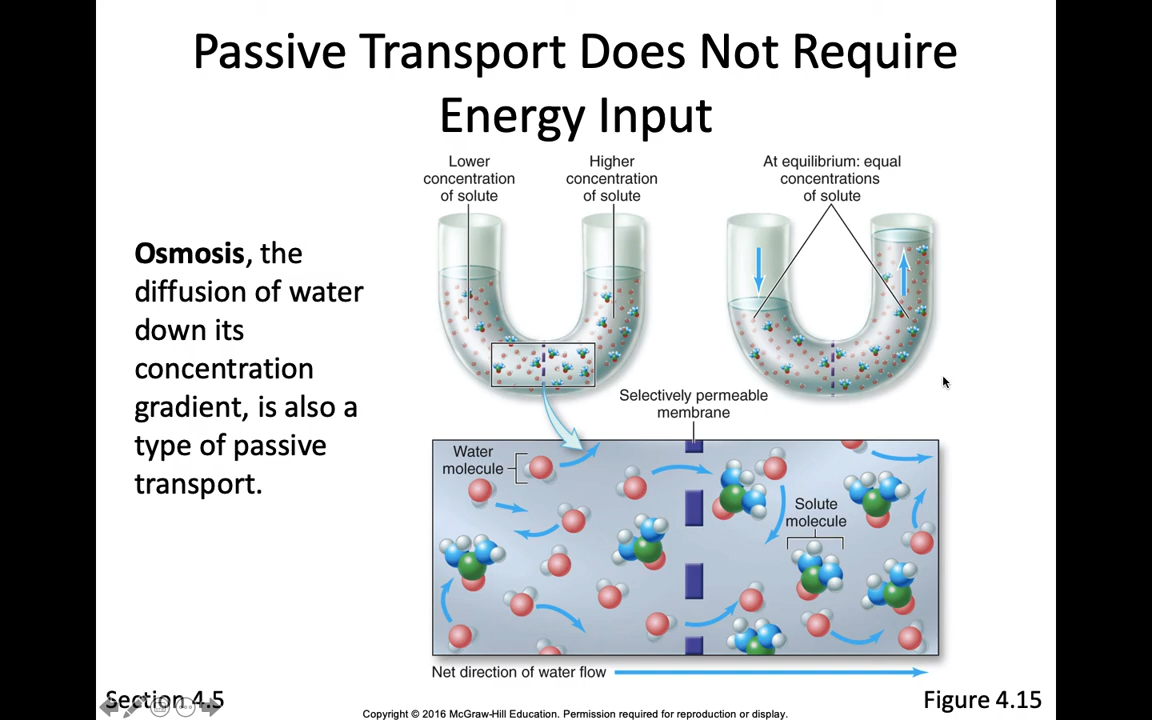 Passive Transport Does Not Require
Energy Input
Osmosis, the
diffusion of water
down its
concentration
gradient, is also a
type of passive
transport.
Lower
concentration
of solute
Higher
concentration
of solute
At equilibrium: equal
concentrations
of solute
Selectively permeable
membrane
Water
molecule
Solute
molecule
Net direction of water flow
Section 4.5
Figure 4.15
Copyright © 2016 McGraw-Hill Education. Permission required for reproduction or display.